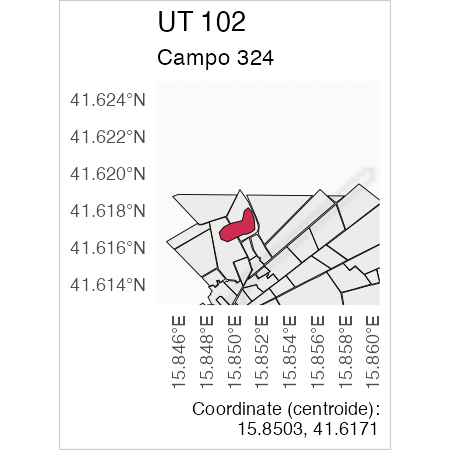 UT 102
Campo 324
41.624°N
41.622°N
41.620°N
41.618°N
41.616°N
41.614°N
15.846°E
15.848°E
15.850°E
15.852°E
15.854°E
15.856°E
15.858°E
15.860°E
Coordinate (centroide):
15.8503, 41.6171